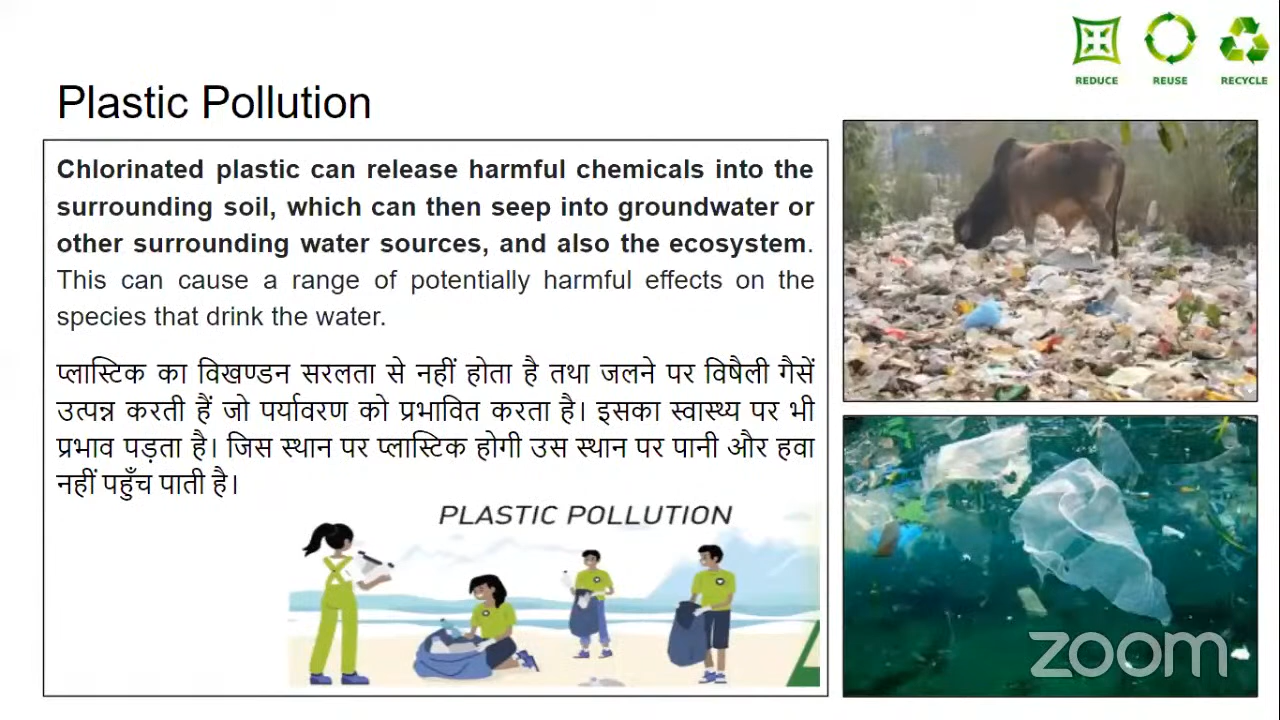 REDUCE REUSE RECYCLE
Plastic Pollution
Chlorinated plastic can release harmful chemicals into the
surrounding soil, which can then seep into groundwater or
other surrounding water sources, and also the ecosystem.
This can cause a range of potentially harmful effects on the
species that drink the water.
प्लास्टिक का विखण्डन सरलता से नहीं होता है तथा जलने पर विषैली गैसें
उत्पन्न करती हैं जो पर्यावरण को प्रभावित करता है। इसका स्वास्थ्य पर भी
प्रभाव पड़ता है। जिस स्थान पर प्लास्टिक होगी उस स्थान पर पानी और हवा
नहीं पहुँच पाती है।
PLASTIC POLLUTION
zoom